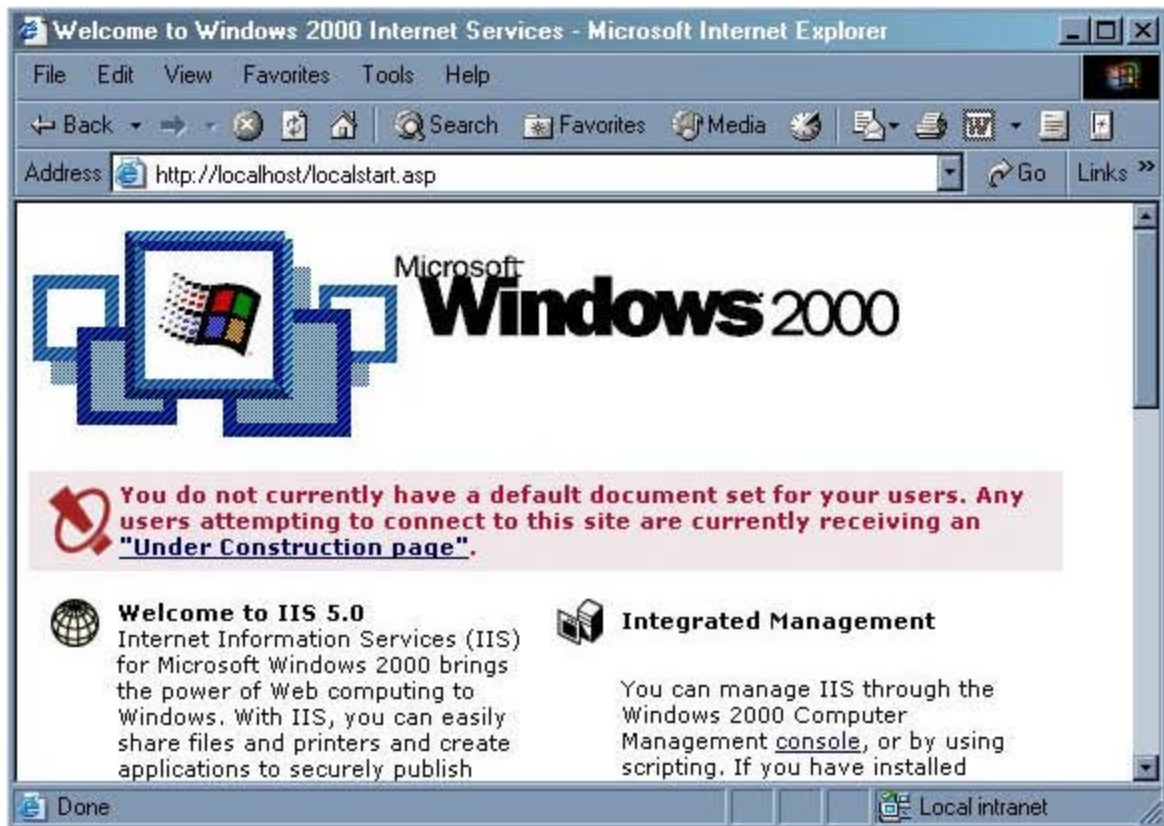 Welcome to Windows 2000 Internet Services - Microsoft Internet Explorer
File Edit View Favorites Tools Help
Back Search Favorites Media
Address http://localhost/localstart.asp Go Links »
Microsoft
Windows 2000
You do not currently have a default document set for your users. Any
users attempting to connect to this site are currently receiving an
"Under Construction page".
Welcome to IIS 5.0
Internet Information Services (IIS)
for Microsoft Windows 2000 brings
the power of Web computing to
Windows. With IIS, you can easily
share files and printers and create
applications to securely publish
Integrated Management
You can manage IIS through the
Windows 2000 Computer
Management console, or by using
scripting. If you have installed
Done Local intranet